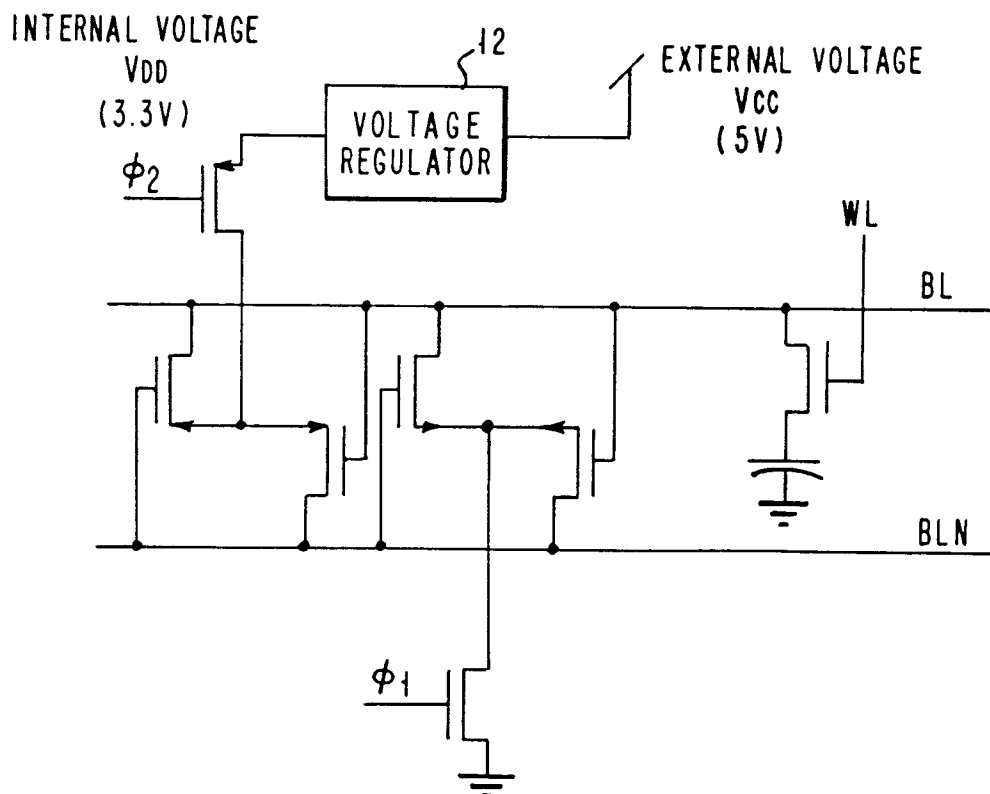 INTERNAL VOLTAGE
VDD
(3.3V)
12
VOLTAGE
REGULATOR
EXTERNAL VOLTAGE
VCC
(5V)
ϕ2
WL
BL
BLN
ϕ1